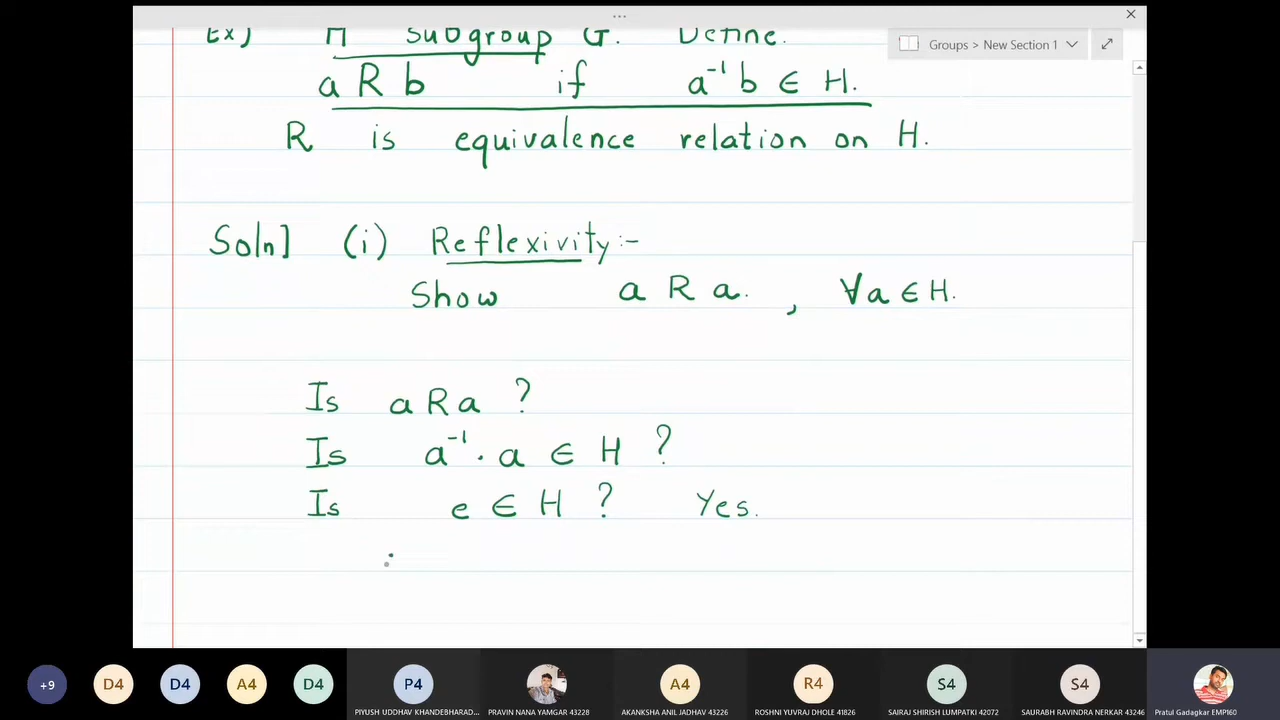 Ex) H subgroup G. Define.
Groups > New Section 1
a R b if a⁻¹b ∈ H.
R is equivalence relation on H.
Soln] (i) Reflexivity :-
Show a R a. , ∀a ∈ H.
Is a R a ?
Is a⁻¹ . a ∈ H ?
Is e ∈ H ? Yes.
+9 D4 D4 A4 D4 P4 A4 R4 S4 S4
PIYUSH UDDHAV KHANDEBHARAD... PRAVIN NANA YAMGAR 43228 AKANKSHA ANIL JADHAV 43226 ROSHNI YUVRAJ DHOLE 41826 SAIRAJ SHIRISH LUMPATKI 42072 SAURABH RAVINDRA NERKAR 43246 Pratul Gadagkar EMP160